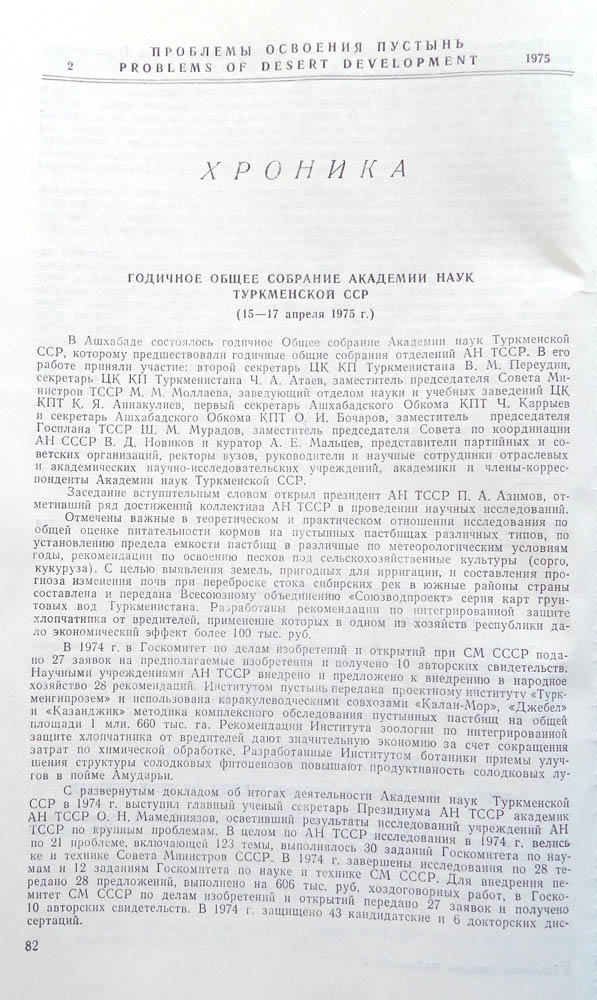 ПРОБЛЕМЫ ОСВОЕНИЯ ПУСТЫНЬ
2 PROBLEMS OF DESERT DEVELOPMENT 1975
ХРОНИКА
ГОДИЧНОЕ ОБЩЕЕ СОБРАНИЕ АКАДЕМИИ НАУК
ТУРКМЕНСКОЙ ССР
(15—17 апреля 1975 г.)
В Ашхабаде состоялось годичное Общее собрание Академии наук Туркменской
ССР, которому предшествовали годичные общие собрания отделений АН ТССР. В его
работе приняли участие: второй секретарь ЦК КП Туркменистана В. М. Переудин,
секретарь ЦК КП Туркменистана Ч. А. Атаев, заместитель председателя Совета Ми-
нистров ТССР М. М. Моллаева, заведующий отделом науки и учебных заведений ЦК
КПТ К. Я. Аннакулиев, первый секретарь Ашхабадского Обкома КПТ Ч. Каррыев
и секретарь Ашхабадского Обкома КПТ О. И. Бочаров, заместитель председателя
Госплана ТССР Ш. М. Мурадов, заместитель председателя Совета по координации
АН СССР В. Д. Новиков и куратор А. Е. Мальцев, представители партийных и со-
ветских организаций, ректоры вузов, руководители и научные сотрудники отраслевых
и академических научно-исследовательских учреждений, академики и члены-коррес-
понденты Академии наук Туркменской ССР.
Заседание вступительным словом открыл президент АН ТССР П. А. Азимов, от-
метивший ряд достижений коллектива АН ТССР в проведении научных исследований.
Отмечены важные в теоретическом и практическом отношении исследования по
общей оценке питательности кормов на пустынных пастбищах различных типов, по
установлению предела емкости пастбищ в различные по метеорологическим условиям
годы, рекомендации по освоению песков под сельскохозяйственные культуры (сорго,
кукуруза). С целью выявления земель, пригодных для ирригации, и составления про-
гноза изменения почв при переброске стока сибирских рек в южные районы страны
составлена и передана Всесоюзному объединению «Союзводпроект» серия карт грун-
товых вод Туркменистана. Разработаны рекомендации по интегрированной защите
хлопчатника от вредителей, применение которых в одном из хозяйств республики да-
ло экономический эффект более 100 тыс. руб.
В 1974 г. в Госкомитет по делам изобретений и открытий при СМ СССР пода-
но 27 заявок на предполагаемые изобретения и получено 10 авторских свидетельств.
Научными учреждениями АН ТССР внедрено и предложено к внедрению в народное
хозяйство 28 рекомендаций. Институтом пустынь передана проектному институту «Турк-
менгипрозем» и использована каракулеводческими совхозами «Калаи-Мор», «Джебел»
и «Казанджик» методика комплексного обследования пустынных пастбищ на общей
площади 1 млн. 660 тыс. га. Рекомендации Института зоологии по интегрированной
защите хлопчатника от вредителей дают значительную экономию за счет сокращения
затрат по химической обработке. Разработанные Институтом ботаники приемы улуч-
шения структуры солодковых фитоценозов повышают продуктивность солодковых лу-
гов в пойме Амударьи.
С развернутым докладом об итогах деятельности Академии наук Туркменской
ССР в 1974 г. выступил главный ученый секретарь Президиума АН ТССР академик
АН ТССР О. Н. Мамедниязов, осветивший результаты исследований учреждений АН
ТССР по крупным проблемам. В целом по АН ТССР исследования в 1974 г. велись
по 21 проблеме, включающей 123 темы, выполнялось 30 заданий Госкомитета по нау-
ке и технике Совета Министров СССР. В 1974 г. завершены исследования по 28 те-
мам и 12 заданиям Госкомитета по науке и технике СМ СССР. Для внедрения пе-
редано 28 предложений, выполнено на 606 тыс. руб. хоздоговорных работ, в Госко-
митет СМ СССР по делам изобретений и открытий передано 27 заявок и получено
10 авторских свидетельств. В 1974 г. защищено 43 кандидатские и 6 докторских дис-
сертаций.
82